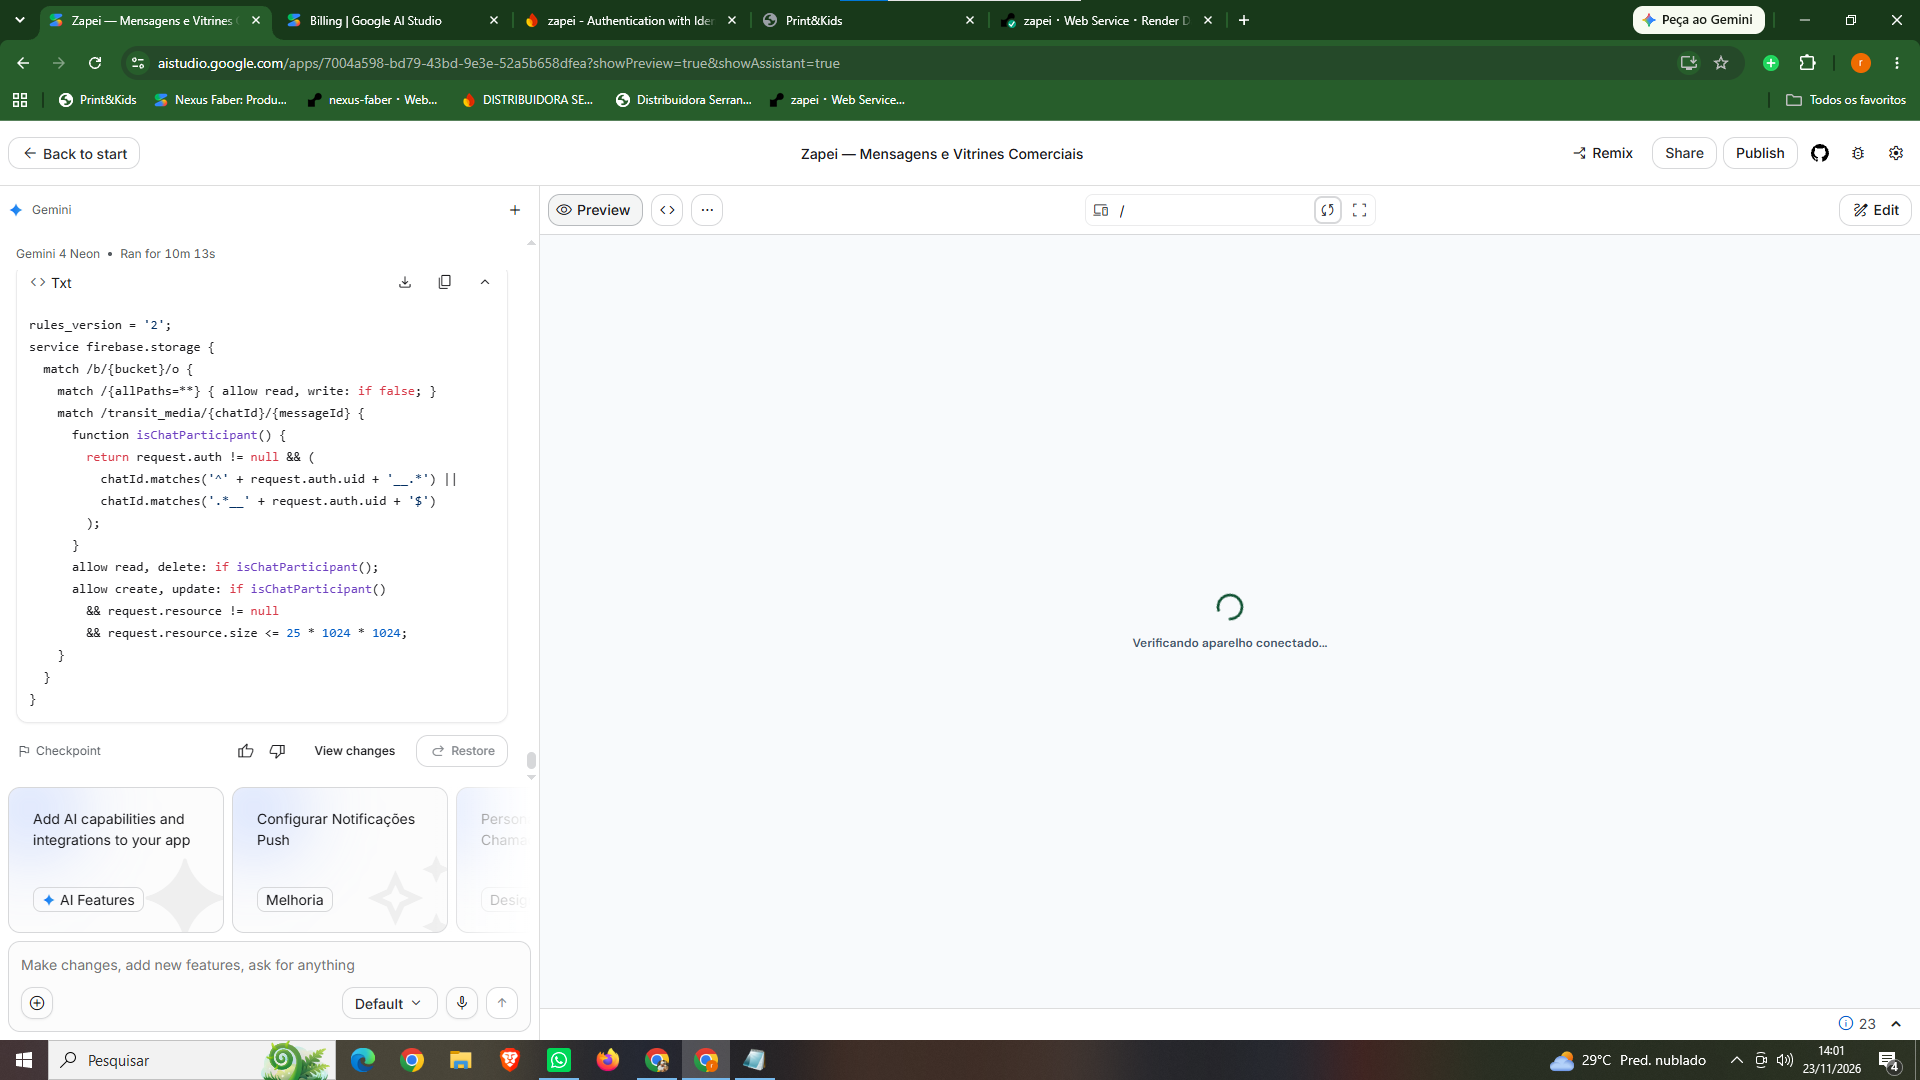 Zapei — Mensagens e Vitrines
Billing | Google AI Studio
zapei - Authentication with Iden
Print&Kids
zapei · Web Service · Render D
Peça ao Gemini
aistudio.google.com/apps/7004a598-bd79-43bd-9e3e-52a5b658dfea?showPreview=true&showAssistant=true
r
Print&Kids
Nexus Faber: Produ...
nexus-faber · Web...
DISTRIBUIDORA SE...
Distribuidora Serran...
zapei · Web Service...
Todos os favoritos
Back to start
Zapei — Mensagens e Vitrines Comerciais
Remix
Share
Publish
Gemini
Preview
/
Edit
Gemini 4 Neon • Ran for 10m 13s
Txt
rules_version = '2';
service firebase.storage {
match /b/{bucket}/o {
match /{allPaths=**} { allow read, write: if false; }
match /transit_media/{chatId}/{messageId} {
function isChatParticipant() {
return request.auth != null && (
chatId.matches('^' + request.auth.uid + '__.*') ||
chatId.matches('.*__' + request.auth.uid + '$')
);
}
allow read, delete: if isChatParticipant();
allow create, update: if isChatParticipant()
&& request.resource != null
&& request.resource.size <= 25 * 1024 * 1024;
}
}
}
Verificando aparelho conectado...
Checkpoint
View changes
Restore
Add AI capabilities and
integrations to your app
AI Features
Configurar Notificações
Push
Melhoria
Person
Chama
Desig
Make changes, add new features, ask for anything
Default
23
Pesquisar
29°C Pred. nublado
14:01
23/11/2026
4